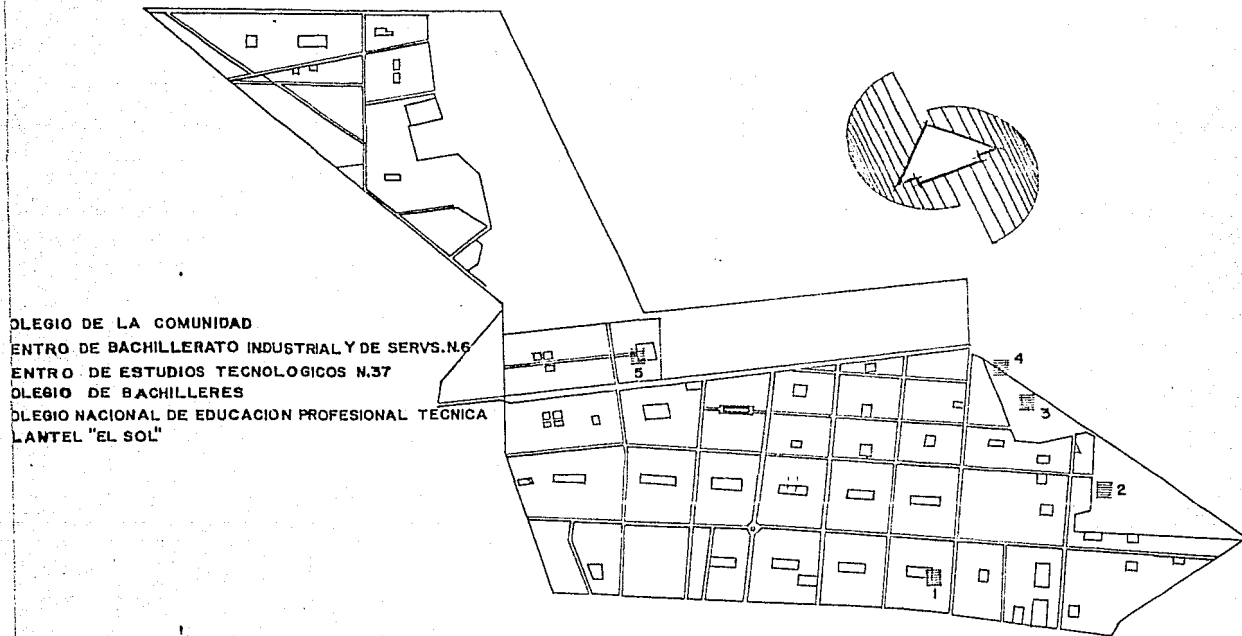 OLEGIO DE LA COMUNIDAD
ENTRO DE BACHILLERATO INDUSTRIAL Y DE SERVS.N.6
ENTRO DE ESTUDIOS TECNOLOGICOS N.37
OLEGIO DE BACHILLERES
OLEGIO NACIONAL DE EDUCACION PROFESIONAL TECNICA
LANTEL "EL SOL"
5
4
3
2
1